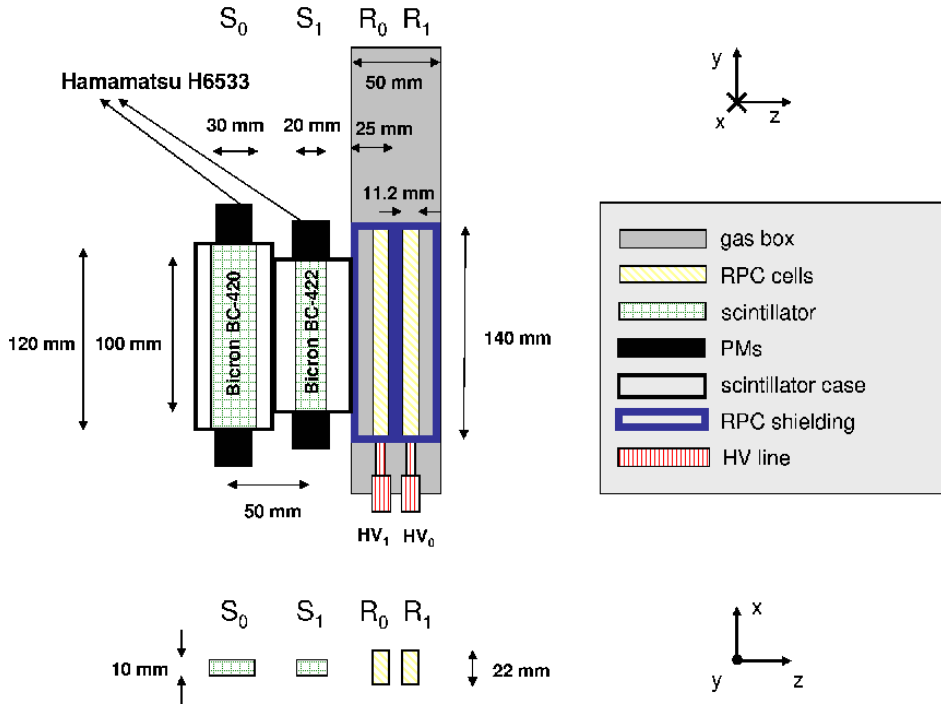 S0 S1 R0 R1
50 mm
Hamamatsu H6533
30 mm 20 mm 25 mm
11.2 mm
Bicron BC-420
Bicron BC-422
120 mm 100 mm 140 mm
50 mm
HV1 HV0
y
x z
gas box
RPC cells
scintillator
PMs
scintillator case
RPC shielding
HV line
S0 S1 R0 R1
10 mm 22 mm
x
y z